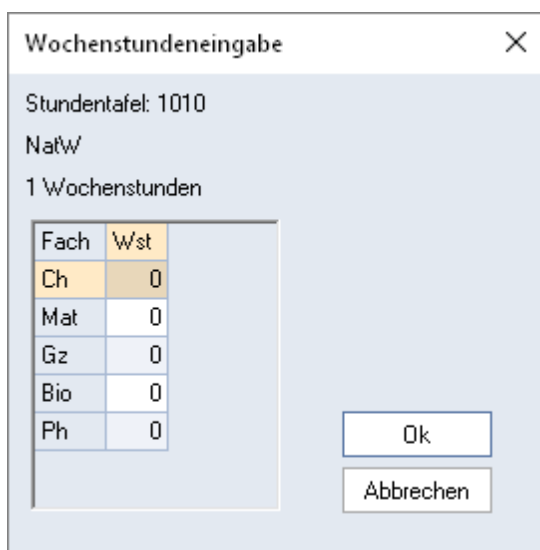 Wochenstundeneingabe
Stundentafel: 1010
NatW
1 Wochenstunden
Fach Wst
Ch 0
Mat 0
Gz 0
Bio 0
Ph 0
Ok
Abbrechen